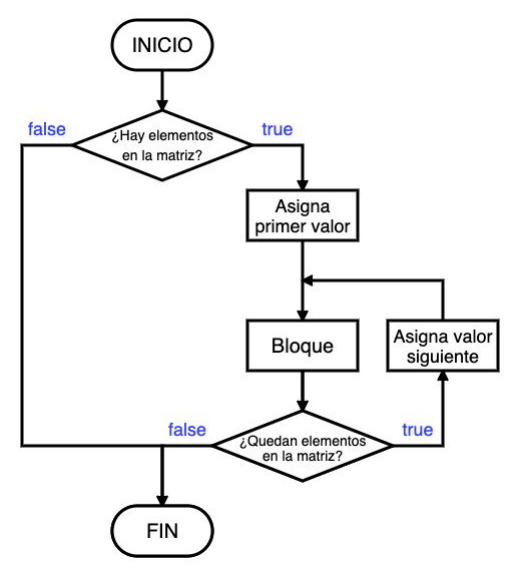 INICIO
false
true
¿Hay elementos
en la matriz?
Asigna
primer valor
Bloque
Asigna valor
siguiente
false
true
¿Quedan elementos
en la matriz?
FIN